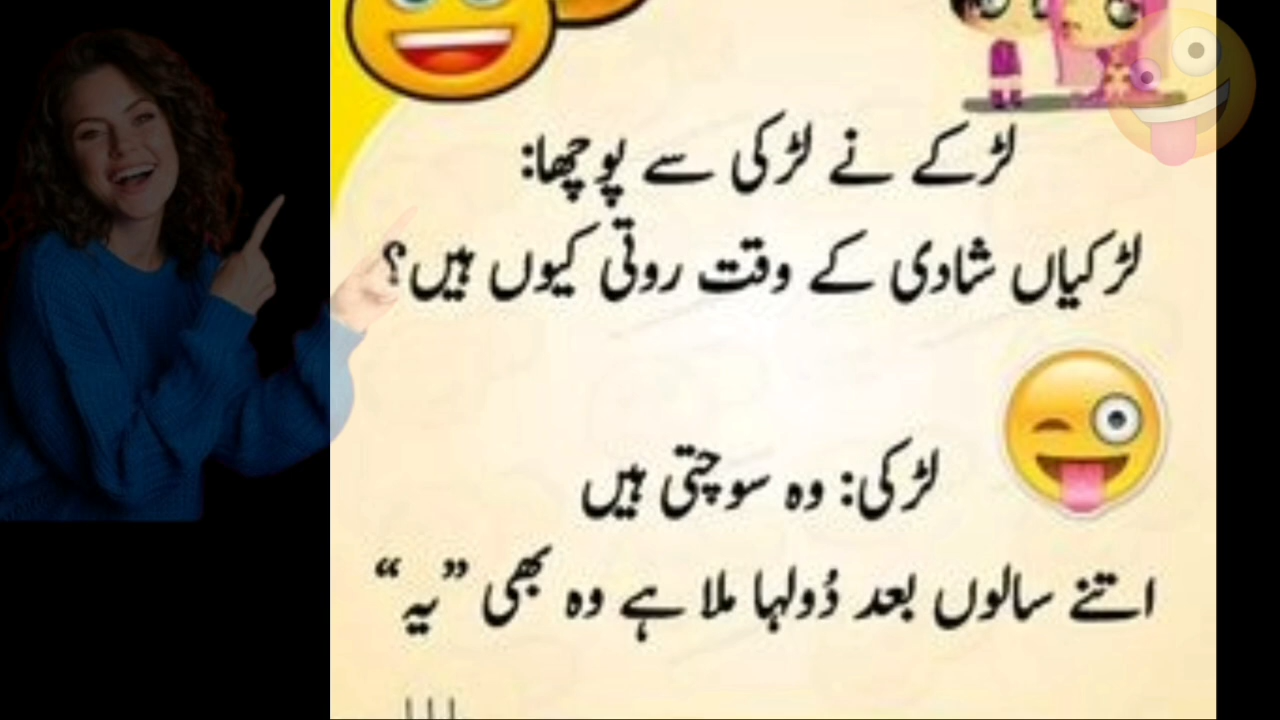 لڑکے نے لڑکی سے پوچھا:
لڑکیاں شادی کے وقت روتی کیوں ہیں؟
لڑکی: وہ سوچتی ہیں
اتنے سالوں بعد دُولہا ملا ہے وہ بھی ”یہ“